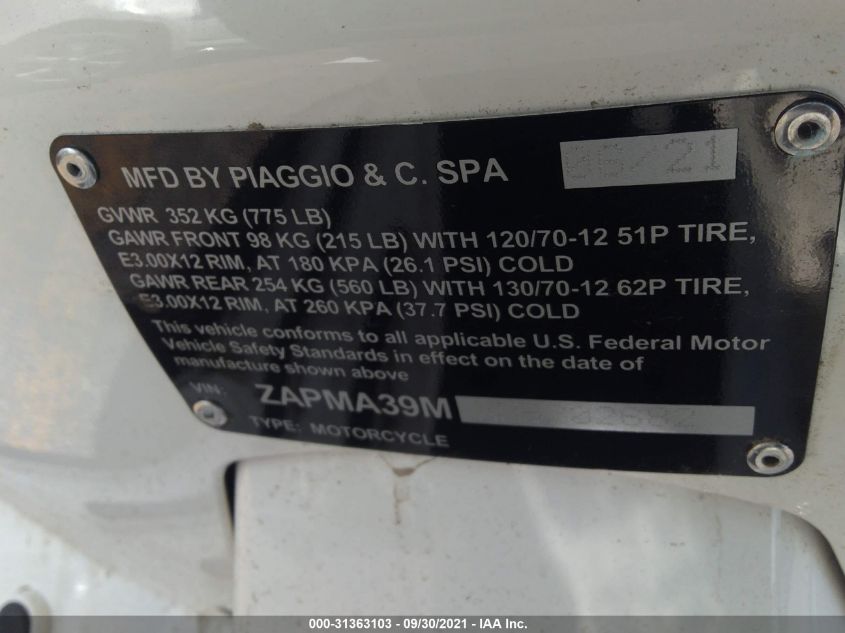 MFD BY PIAGGIO & C. SPA
GVWR 352 KG (775 LB)
GAWR FRONT 98 KG (215 LB) WITH 120/70-12 51P TIRE,
E3.00X12 RIM, AT 180 KPA (26.1 PSI) COLD
GAWR REAR 254 KG (560 LB) WITH 130/70-12 62P TIRE,
E3.00X12 RIM, AT 260 KPA (37.7 PSI) COLD
This vehicle conforms to all applicable U.S. Federal Motor
Vehicle Safety Standards in effect on the date of
manufacture shown above
VIN: ZAPMA39M
TYPE: MOTORCYCLE
000-31363103 - 09/30/2021 - IAA Inc.